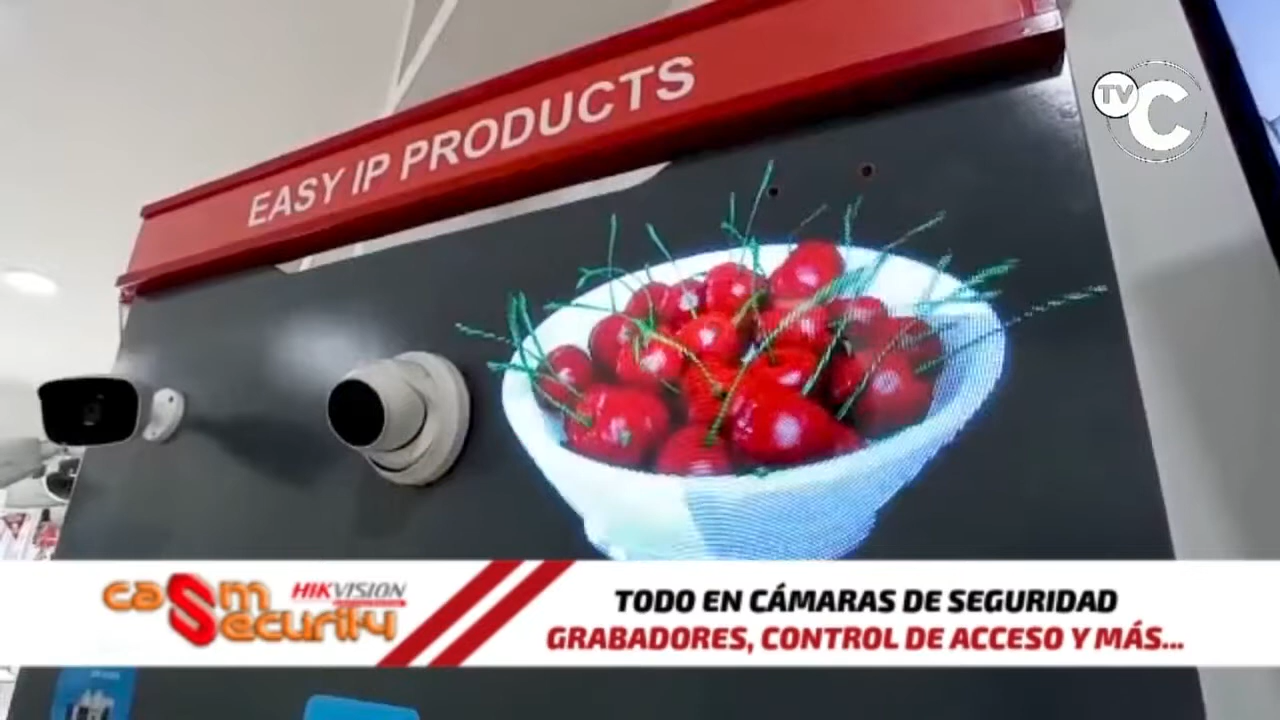 EASY IP PRODUCTS
TV C
casm
Security
HIKVISION
TODO EN CÁMARAS DE SEGURIDAD
GRABADORES, CONTROL DE ACCESO Y MÁS...